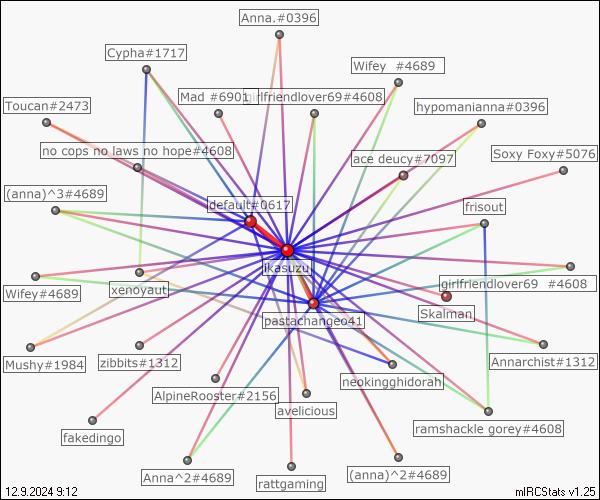 Anna.#0396
Cypha#1717
Wifey  #4689
Mad #6901
girlfriendlover69#4608
Toucan#2473
hypomanianna#0396
no cops no laws no hope#4608
Soxy Foxy#5076
ace deucy#7097
(anna)^3#4689
default#0617
frisout
ikasuzu
Wifey#4689
xenoyaut
girlfriendlover69  #4608
Skalman
pastachangeo41
Mushy#1984
zibbits#1312
Annarchist#1312
neokingghidorah
AlpineRooster#2156
avelicious
fakedingo
ramshackle gorey#4608
Anna^2#4689
rattgaming
(anna)^2#4689
12.9.2024 9:12
mIRCStats v1.25